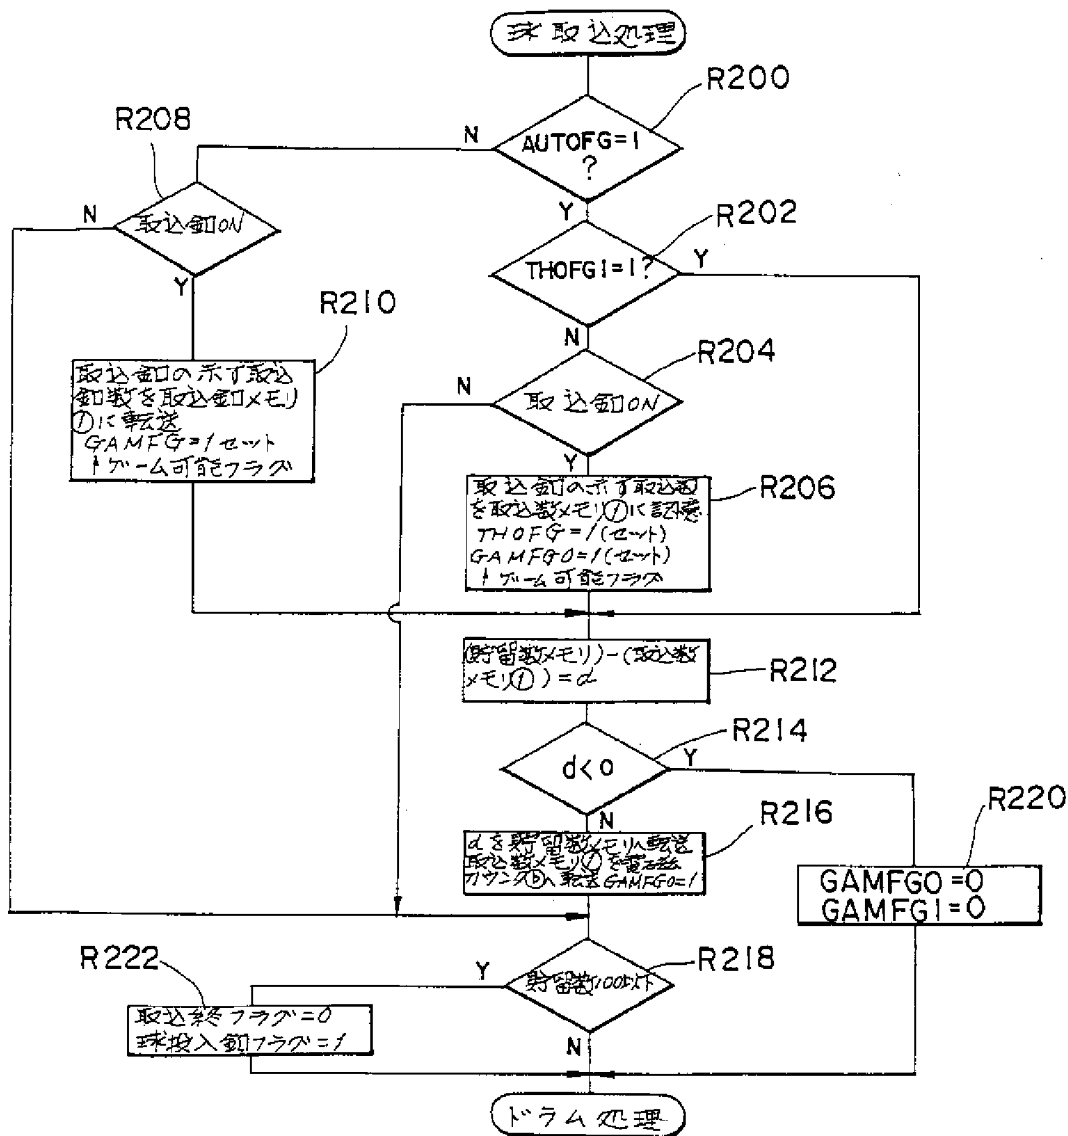 球取込処理
R200
AUTOFG=1
?
N
Y
R208
取込釦ON
N
Y
R202
THOFG1=1?
Y
N
R210
取込釦の示す取込
釦数を取込釦メモリ
①に転送
GAMFG=1セット
↑ゲーム可能フラグ
R204
取込釦ON
N
Y
R206
取込釦の示す取込数
を取込数メモリ①に記憶
THOFG=1(セット)
GAMFG0=1(セット)
↑ゲーム可能フラグ
R212
(貯留数メモリ)-(取込数
メモリ①)=d
R214
d<0
Y
N
R216
dを貯留数メモリへ転送
取込数メモリ①を
カウンタⓑへ転送 GAMFG0=1
R220
GAMFG0=0
GAMFG1=0
R218
貯留数100以下
Y
N
R222
取込終フラグ=0
球投入釦フラグ=1
ドラム処理